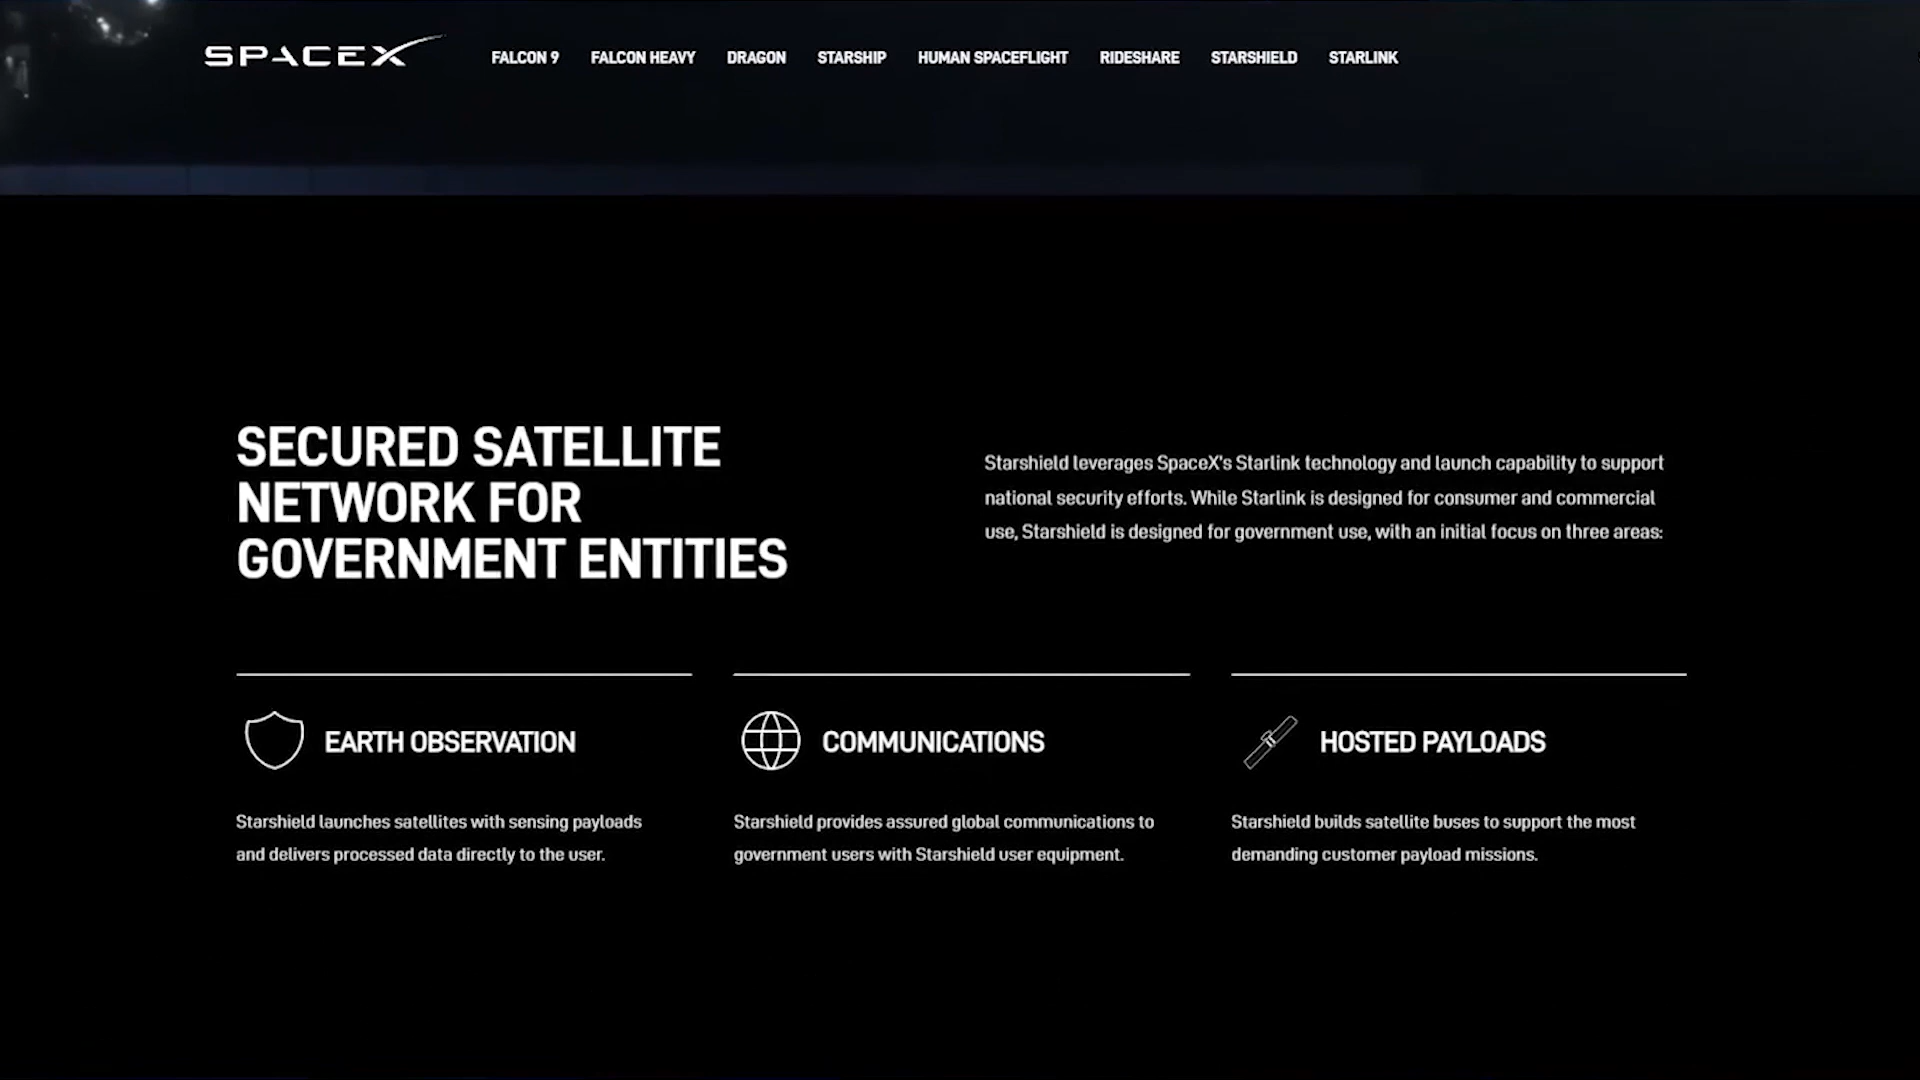 SPACEX
FALCON 9 FALCON HEAVY DRAGON STARSHIP HUMAN SPACEFLIGHT RIDESHARE STARSHIELD STARLINK
SECURED SATELLITE
NETWORK FOR
GOVERNMENT ENTITIES
Starshield leverages SpaceX's Starlink technology and launch capability to support
national security efforts. While Starlink is designed for consumer and commercial
use, Starshield is designed for government use, with an initial focus on three areas:
EARTH OBSERVATION
Starshield launches satellites with sensing payloads
and delivers processed data directly to the user.
COMMUNICATIONS
Starshield provides assured global communications to
government users with Starshield user equipment.
HOSTED PAYLOADS
Starshield builds satellite buses to support the most
demanding customer payload missions.